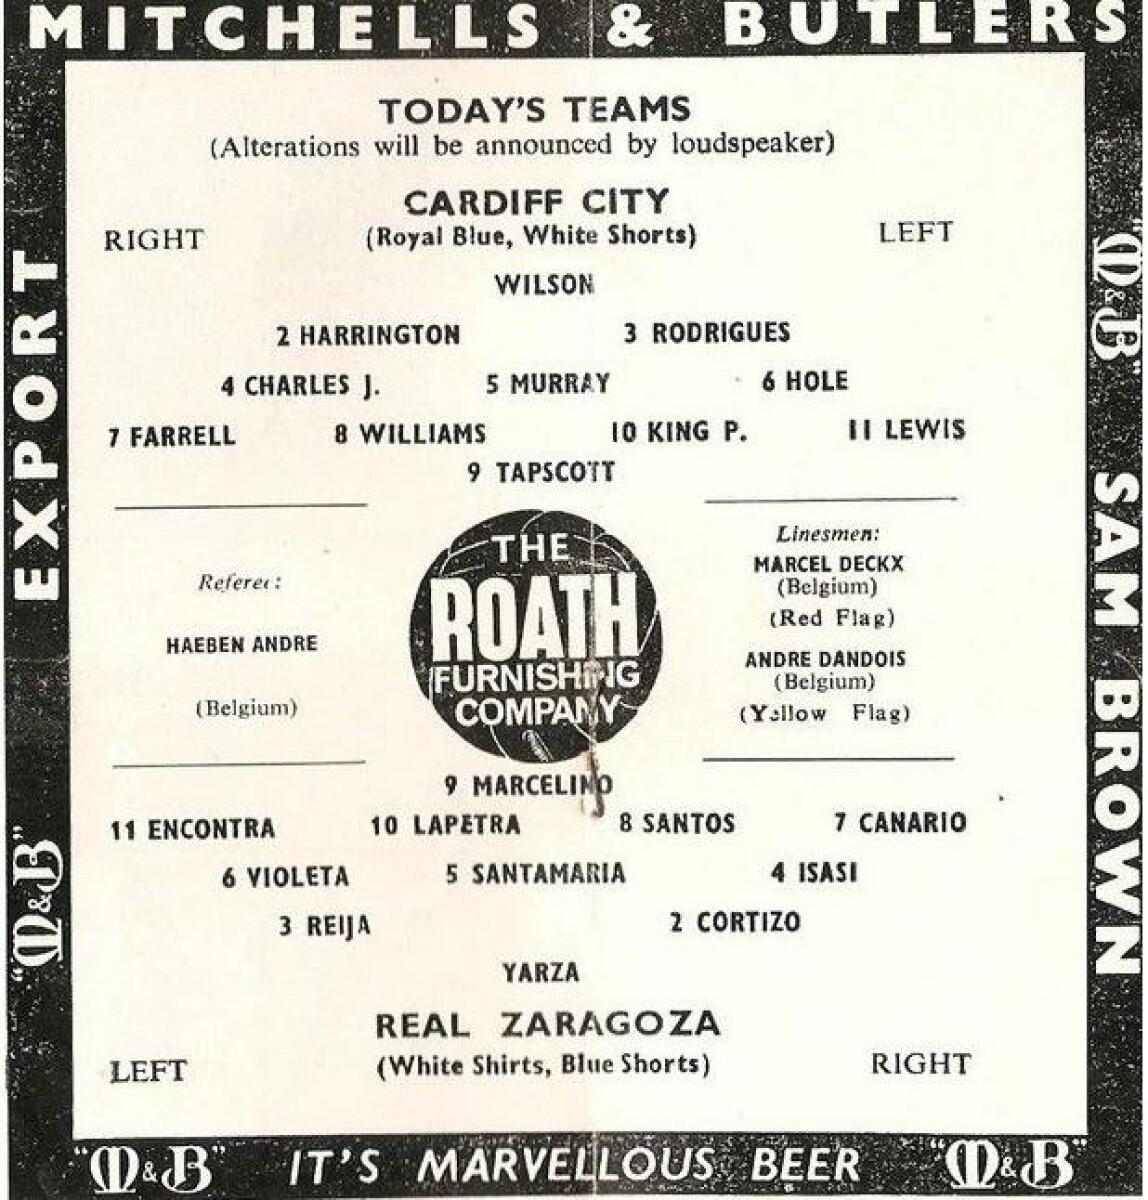 MITCHELLS & BUTLERS
TODAY'S TEAMS
(Alterations will be announced by loudspeaker)
CARDIFF CITY
RIGHT (Royal Blue, White Shorts) LEFT
WILSON
2 HARRINGTON 3 RODRIGUES
4 CHARLES J. 5 MURRAY 6 HOLE
7 FARRELL 8 WILLIAMS 10 KING P. 11 LEWIS
9 TAPSCOTT
Referee:
HAEBEN ANDRE
(Belgium)
THE
ROATH
FURNISHING
COMPANY
Linesmen:
MARCEL DECKX
(Belgium)
(Red Flag)
ANDRE DANDOIS
(Belgium)
(Yellow Flag)
9 MARCELINO
11 ENCONTRA 10 LAPETRA 8 SANTOS 7 CANARIO
6 VIOLETA 5 SANTAMARIA 4 ISASI
3 REIJA 2 CORTIZO
YARZA
REAL ZARAGOZA
LEFT (White Shirts, Blue Shorts) RIGHT
"M&B" EXPORT
"M&B" SAM BROWN
"M&B" IT'S MARVELLOUS BEER "M&B"